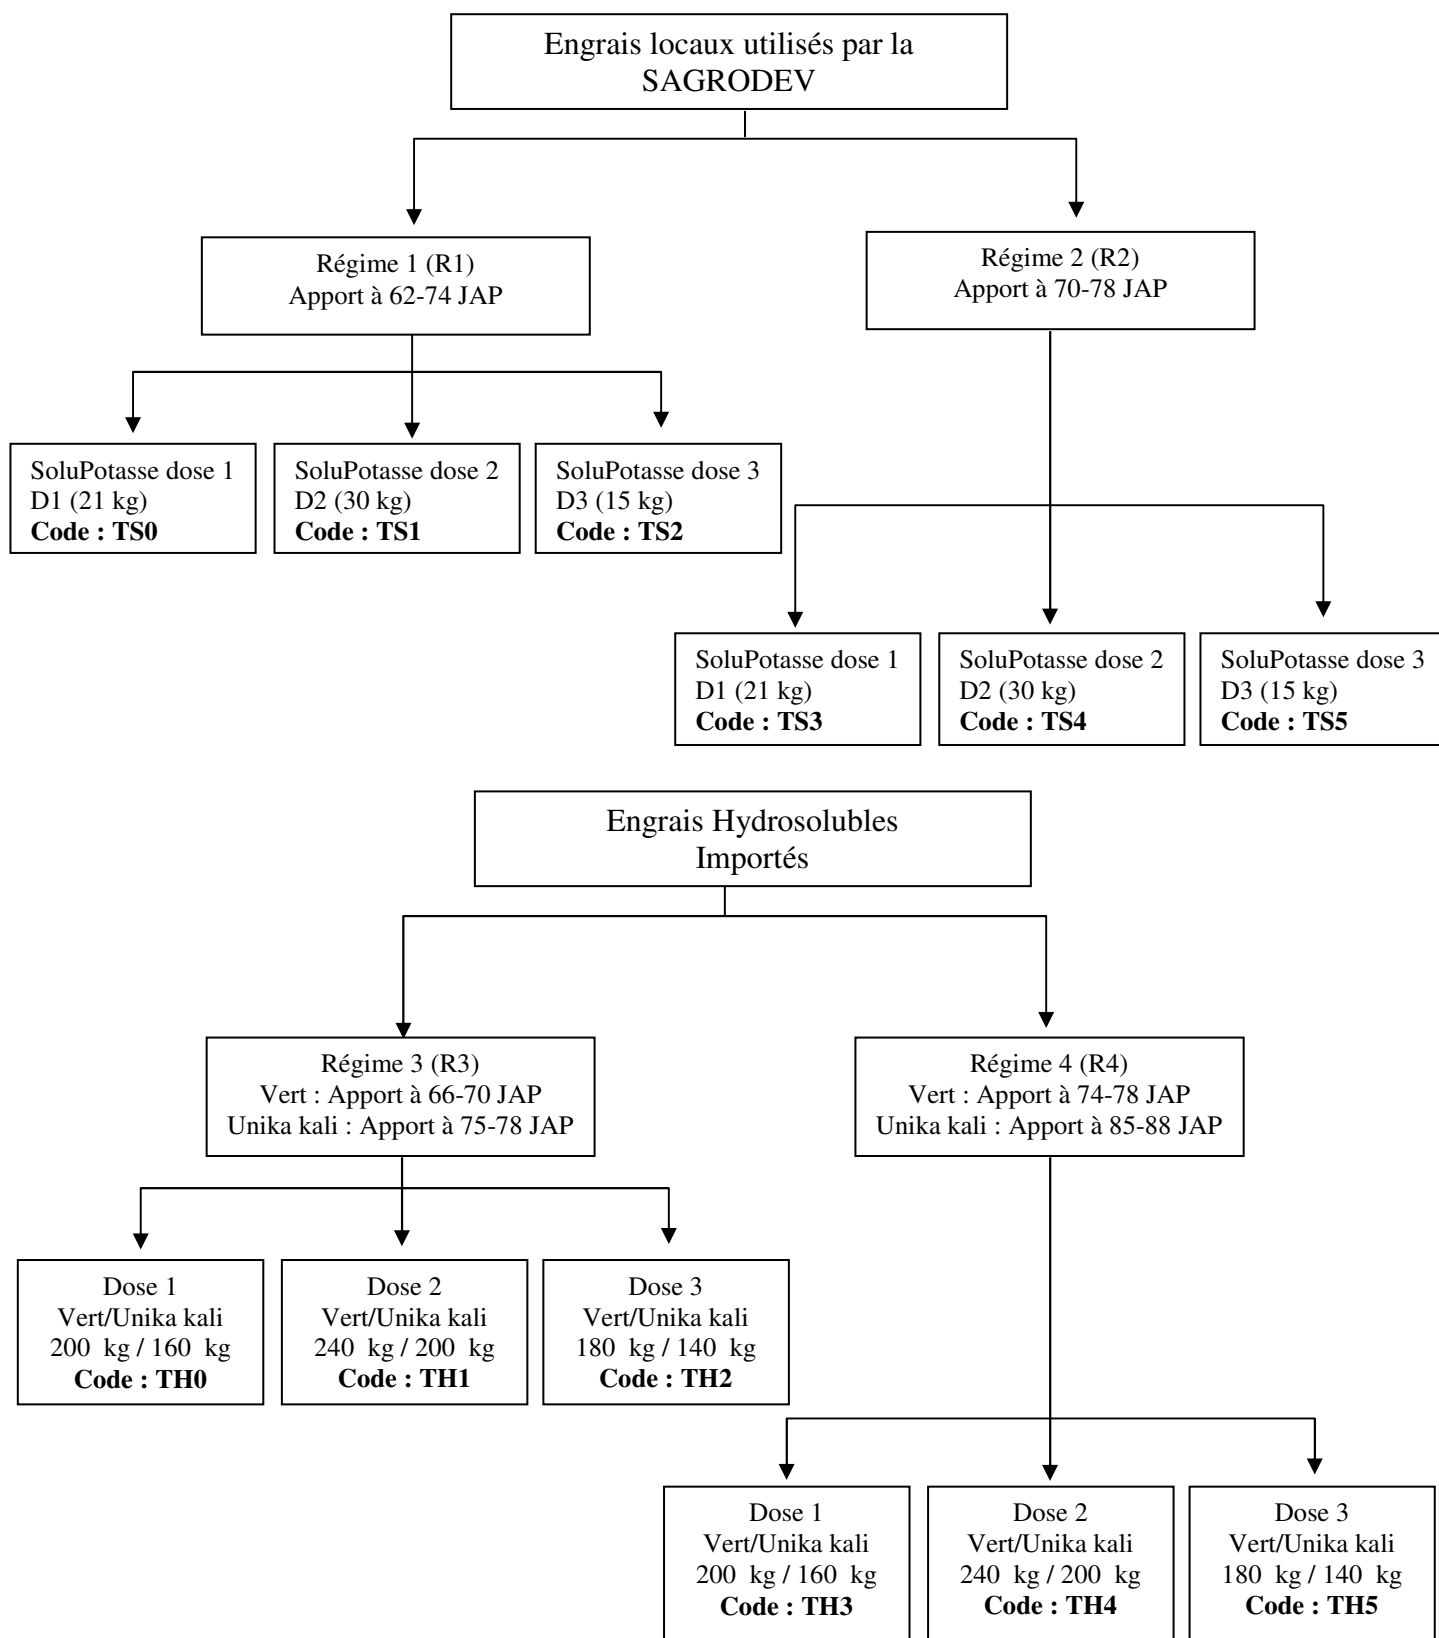 Engrais locaux utilisés par la
SAGRODEV
Régime 1 (R1)
Apport à 62-74 JAP
Régime 2 (R2)
Apport à 70-78 JAP
SoluPotasse dose 1
D1 (21 kg)
Code : TS0
SoluPotasse dose 2
D2 (30 kg)
Code : TS1
SoluPotasse dose 3
D3 (15 kg)
Code : TS2
SoluPotasse dose 1
D1 (21 kg)
Code : TS3
SoluPotasse dose 2
D2 (30 kg)
Code : TS4
SoluPotasse dose 3
D3 (15 kg)
Code : TS5
Engrais Hydrosolubles
Importés
Régime 3 (R3)
Vert : Apport à 66-70 JAP
Unika kali : Apport à 75-78 JAP
Régime 4 (R4)
Vert : Apport à 74-78 JAP
Unika kali : Apport à 85-88 JAP
Dose 1
Vert/Unika kali
200 kg / 160 kg
Code : TH0
Dose 2
Vert/Unika kali
240 kg / 200 kg
Code : TH1
Dose 3
Vert/Unika kali
180 kg / 140 kg
Code : TH2
Dose 1
Vert/Unika kali
200 kg / 160 kg
Code : TH3
Dose 2
Vert/Unika kali
240 kg / 200 kg
Code : TH4
Dose 3
Vert/Unika kali
180 kg / 140 kg
Code : TH5